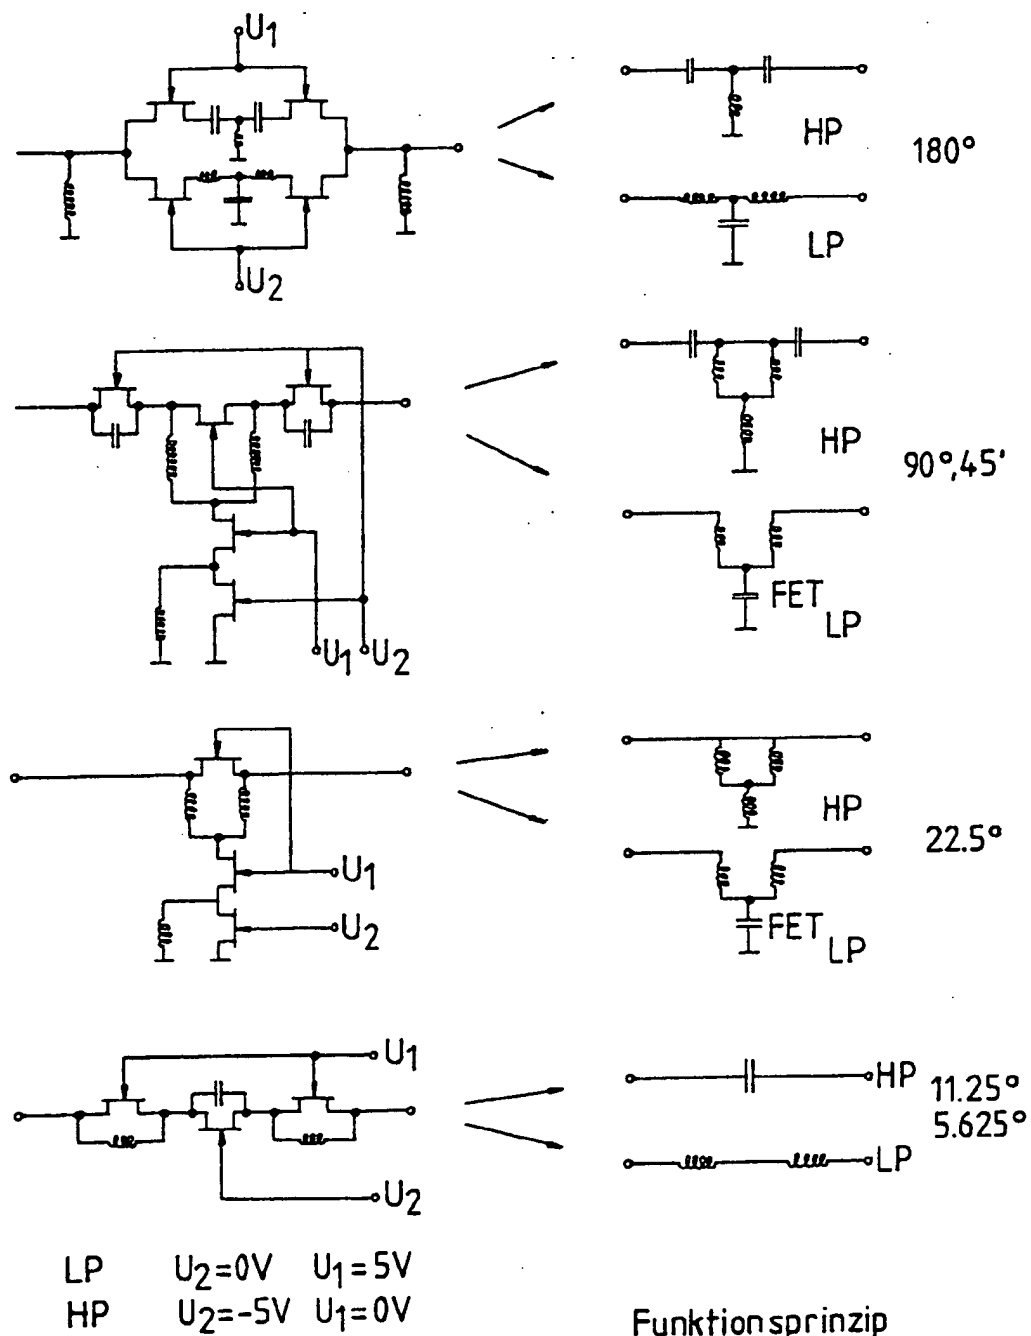 U1
HP
180°
LP
U2
HP
90°,45'
FET
LP
U1 U2
HP
22.5°
U1
FET
LP
U2
U1
HP
11.25°
5.625°
LP
U2
LP U2=0V U1=5V
HP U2=-5V U1=0V
Funktionsprinzip